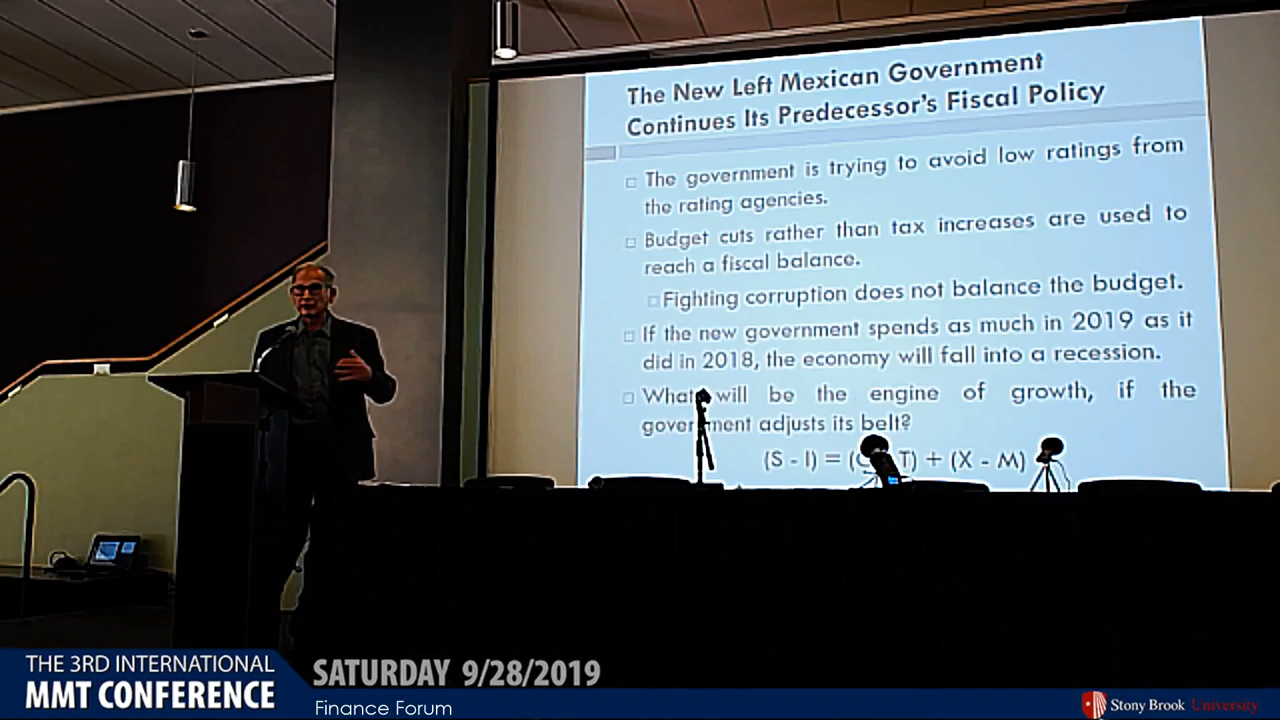 The New Left Mexican Government
Continues Its Predecessor's Fiscal Policy
The government is trying to avoid low ratings from
the rating agencies.
Budget cuts rather than tax increases are used to
reach a fiscal balance.
Fighting corruption does not balance the budget.
If the new government spends as much in 2019 as it
did in 2018, the economy will fall into a recession.
What will be the engine of growth, if the
government adjusts its belt?
(S - I) = ( T) + (X - M)
THE 3RD INTERNATIONAL
MMT CONFERENCE
SATURDAY 9/28/2019
Finance Forum
Stony Brook University